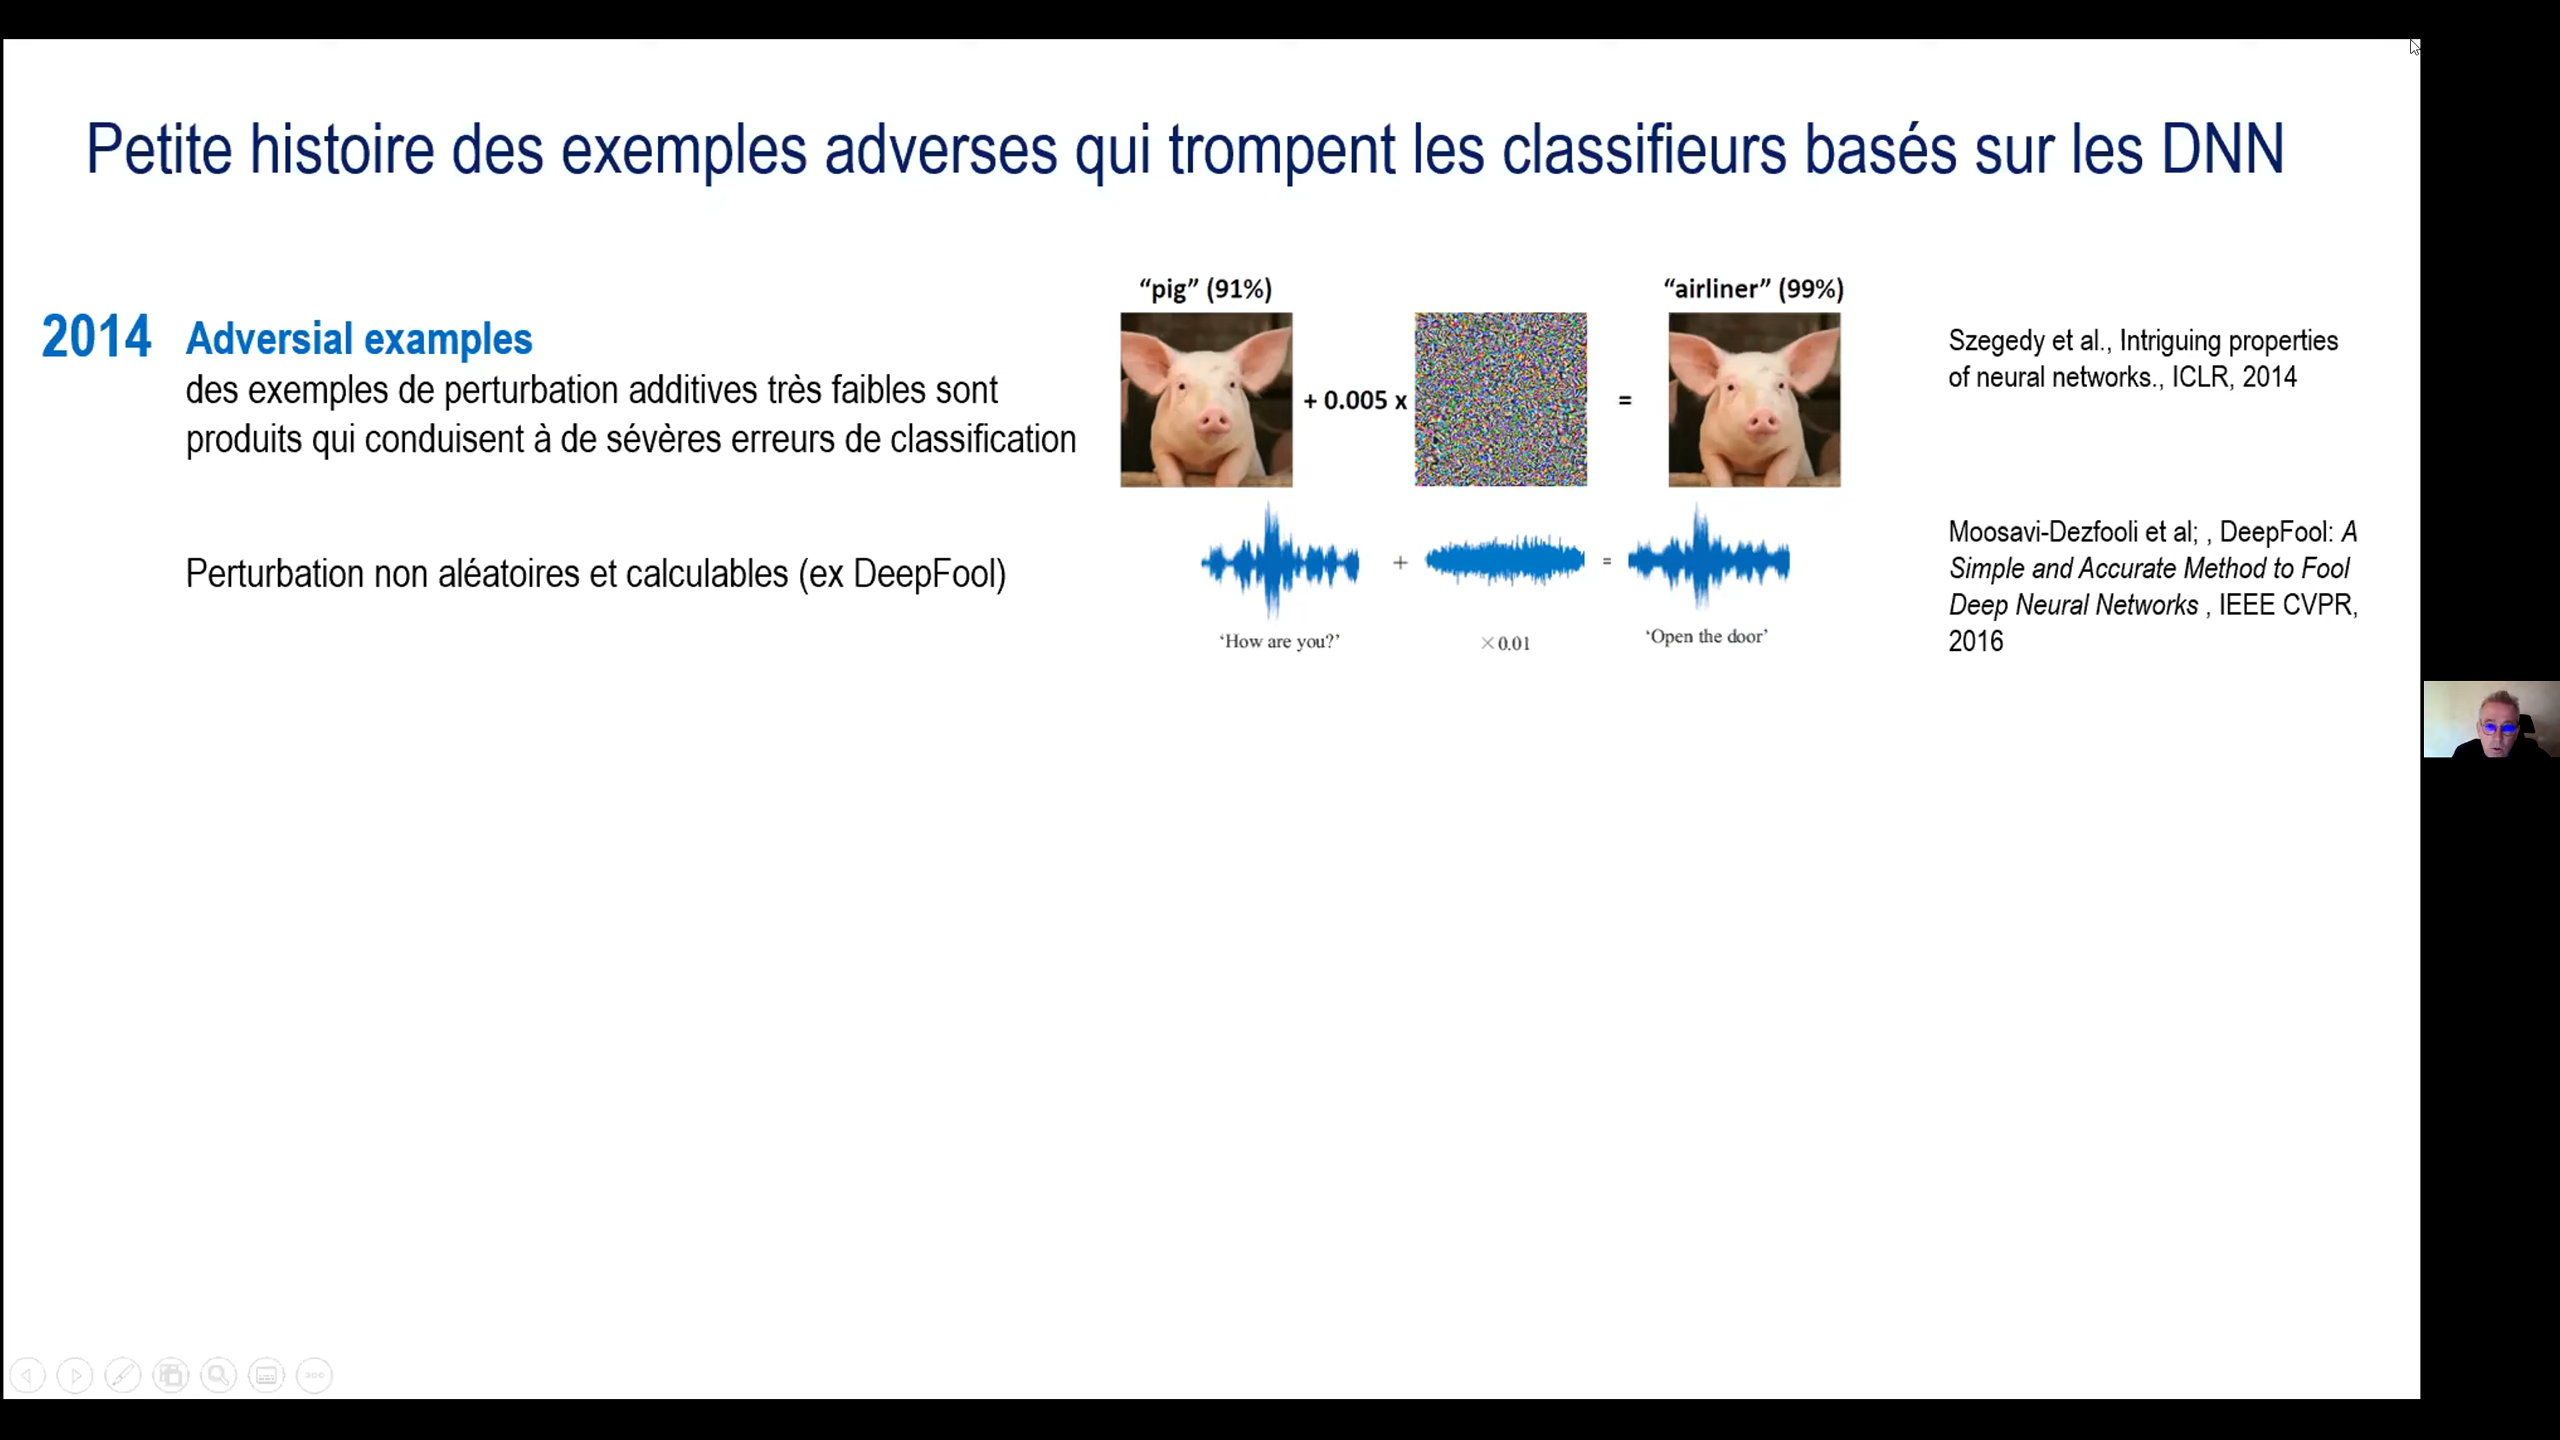 Petite histoire des exemples adverses qui trompent les classifieurs basés sur les DNN
2014
Adversial examples
des exemples de perturbation additives très faibles sont
produits qui conduisent à de sévères erreurs de classification
Perturbation non aléatoires et calculables (ex DeepFool)
“pig” (91%)
“airliner” (99%)
+ 0.005 x
=
+
=
‘How are you?’
×0.01
‘Open the door’
Szegedy et al., Intriguing properties
of neural networks., ICLR, 2014
Moosavi-Dezfooli et al; , DeepFool: A
Simple and Accurate Method to Fool
Deep Neural Networks , IEEE CVPR,
2016